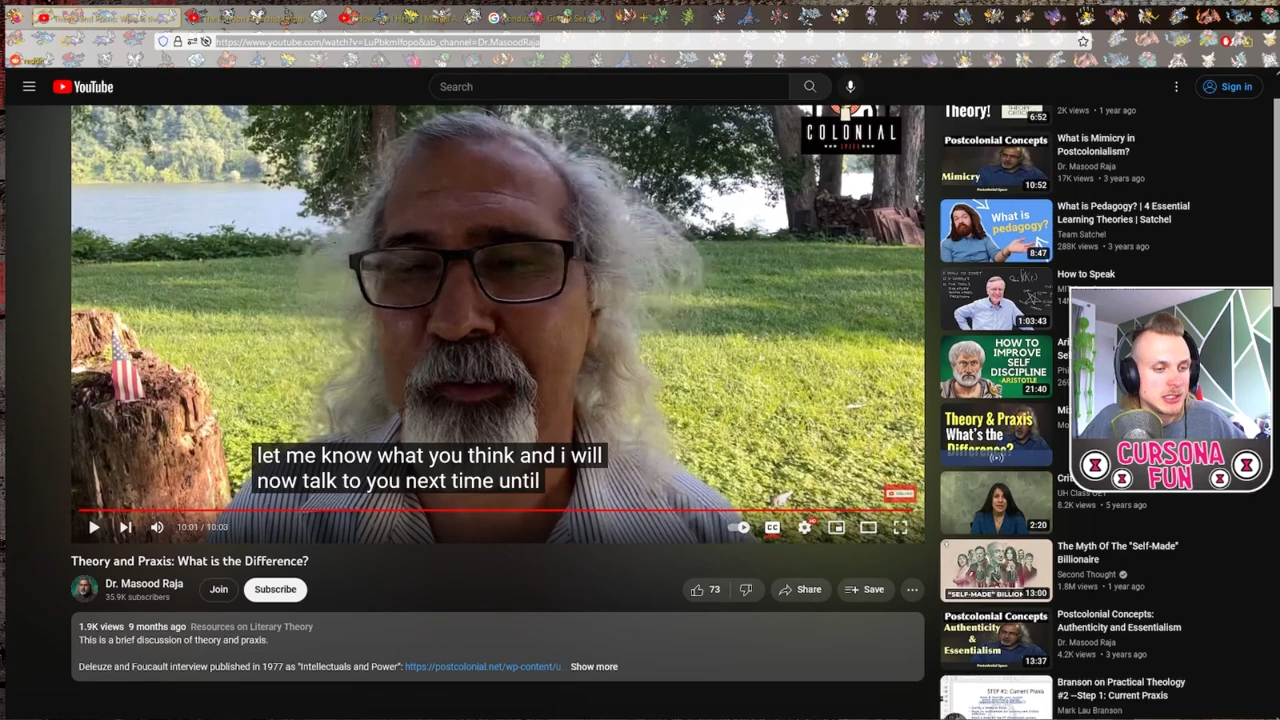 https://www.youtube.com/watch?v=LuPbkmIfopo&ab_channel=Dr.MasoodRaja
reddit
YouTube
Search
Sign in
COLONIAL
let me know what you think and i will
now talk to you next time until
10:01 / 10:03
CC
Theory and Praxis: What is the Difference?
Dr. Masood Raja
35.9K subscribers
Join
Subscribe
73
Share
Save
1.9K views 9 months ago Resources on Literary Theory
This is a brief discussion of theory and praxis.
Deleuze and Foucault interview published in 1977 as "Intellectuals and Power": https://postcolonial.net/wp-content/u...
Show more
Theory!
6:52
2K views • 1 year ago
Postcolonial Concepts
Mimicry
10:52
What is Mimicry in
Postcolonialism?
Dr. Masood Raja
17K views • 3 years ago
What is
pedagogy?
8:47
What is Pedagogy? | 4 Essential
Learning Theories | Satchel
Team Satchel
288K views • 3 years ago
1:03:43
How to Speak
HOW TO
IMPROVE
SELF
DISCIPLINE
ARISTOTLE
21:40
Theory & Praxis
What's the
Difference?
2:20
8.2K views • 5 years ago
"SELF-MADE"
13:00
The Myth Of The "Self-Made"
Billionaire
Second Thought
1.8M views • 1 year ago
Postcolonial Concepts
Authenticity
&
Essentialism
13:37
Postcolonial Concepts:
Authenticity and Essentialism
Dr. Masood Raja
4.2K views • 3 years ago
STEP #1: Current Praxis
Branson on Practical Theology
#2 --Step 1: Current Praxis
Mark Lau Branson
CURSONA
FUN